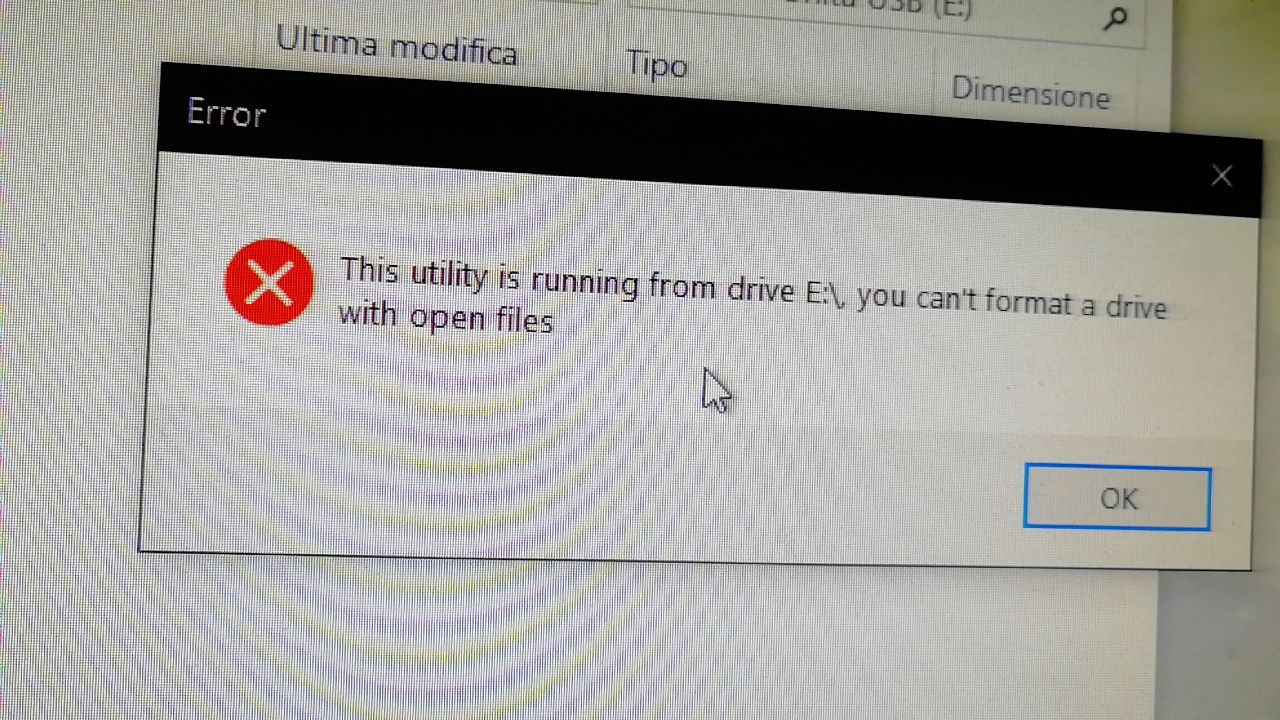 USB (E:)
Ultima modifica
Tipo
Dimensione
Error
This utility is running from drive E:\, you can't format a drive
with open files
OK